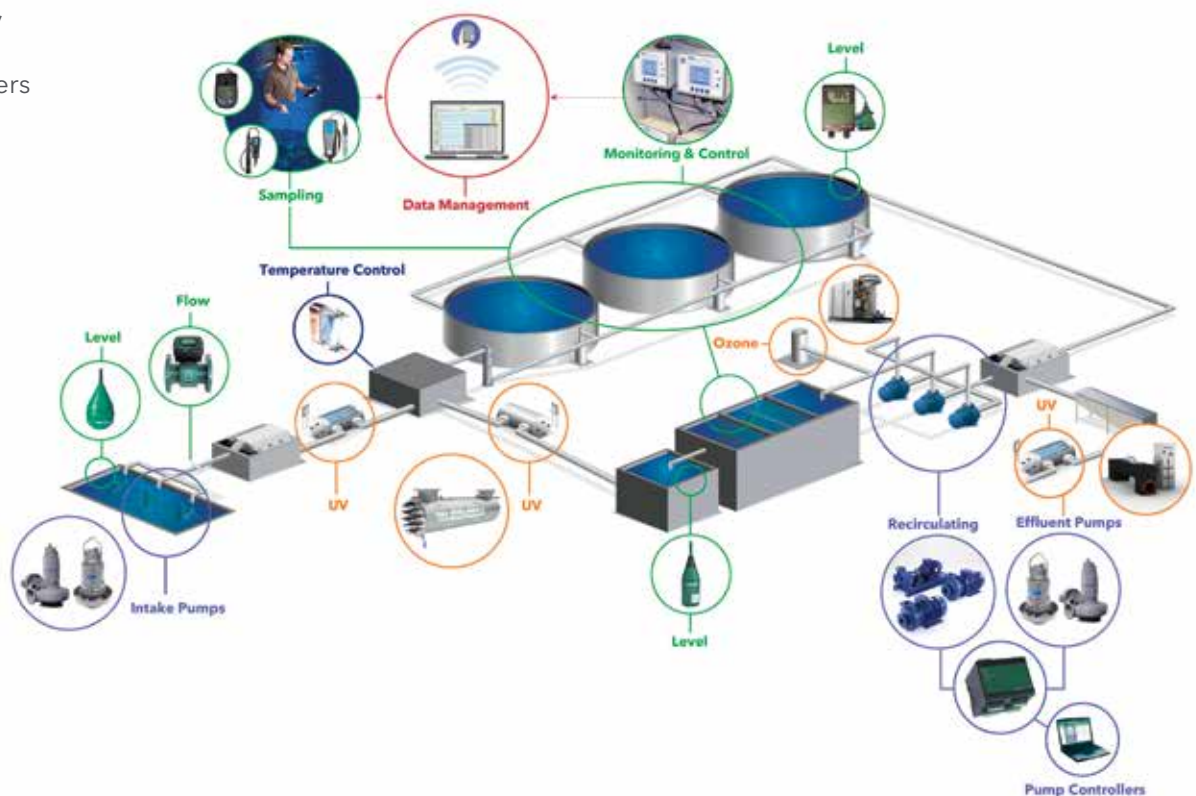 ers
Level
Monitoring & Control
Sampling
Data Management
Temperature Control
Flow
Level
Ozone
UV
UV
UV
Recirculating
Effluent Pumps
Intake Pumps
Level
Pump Controllers